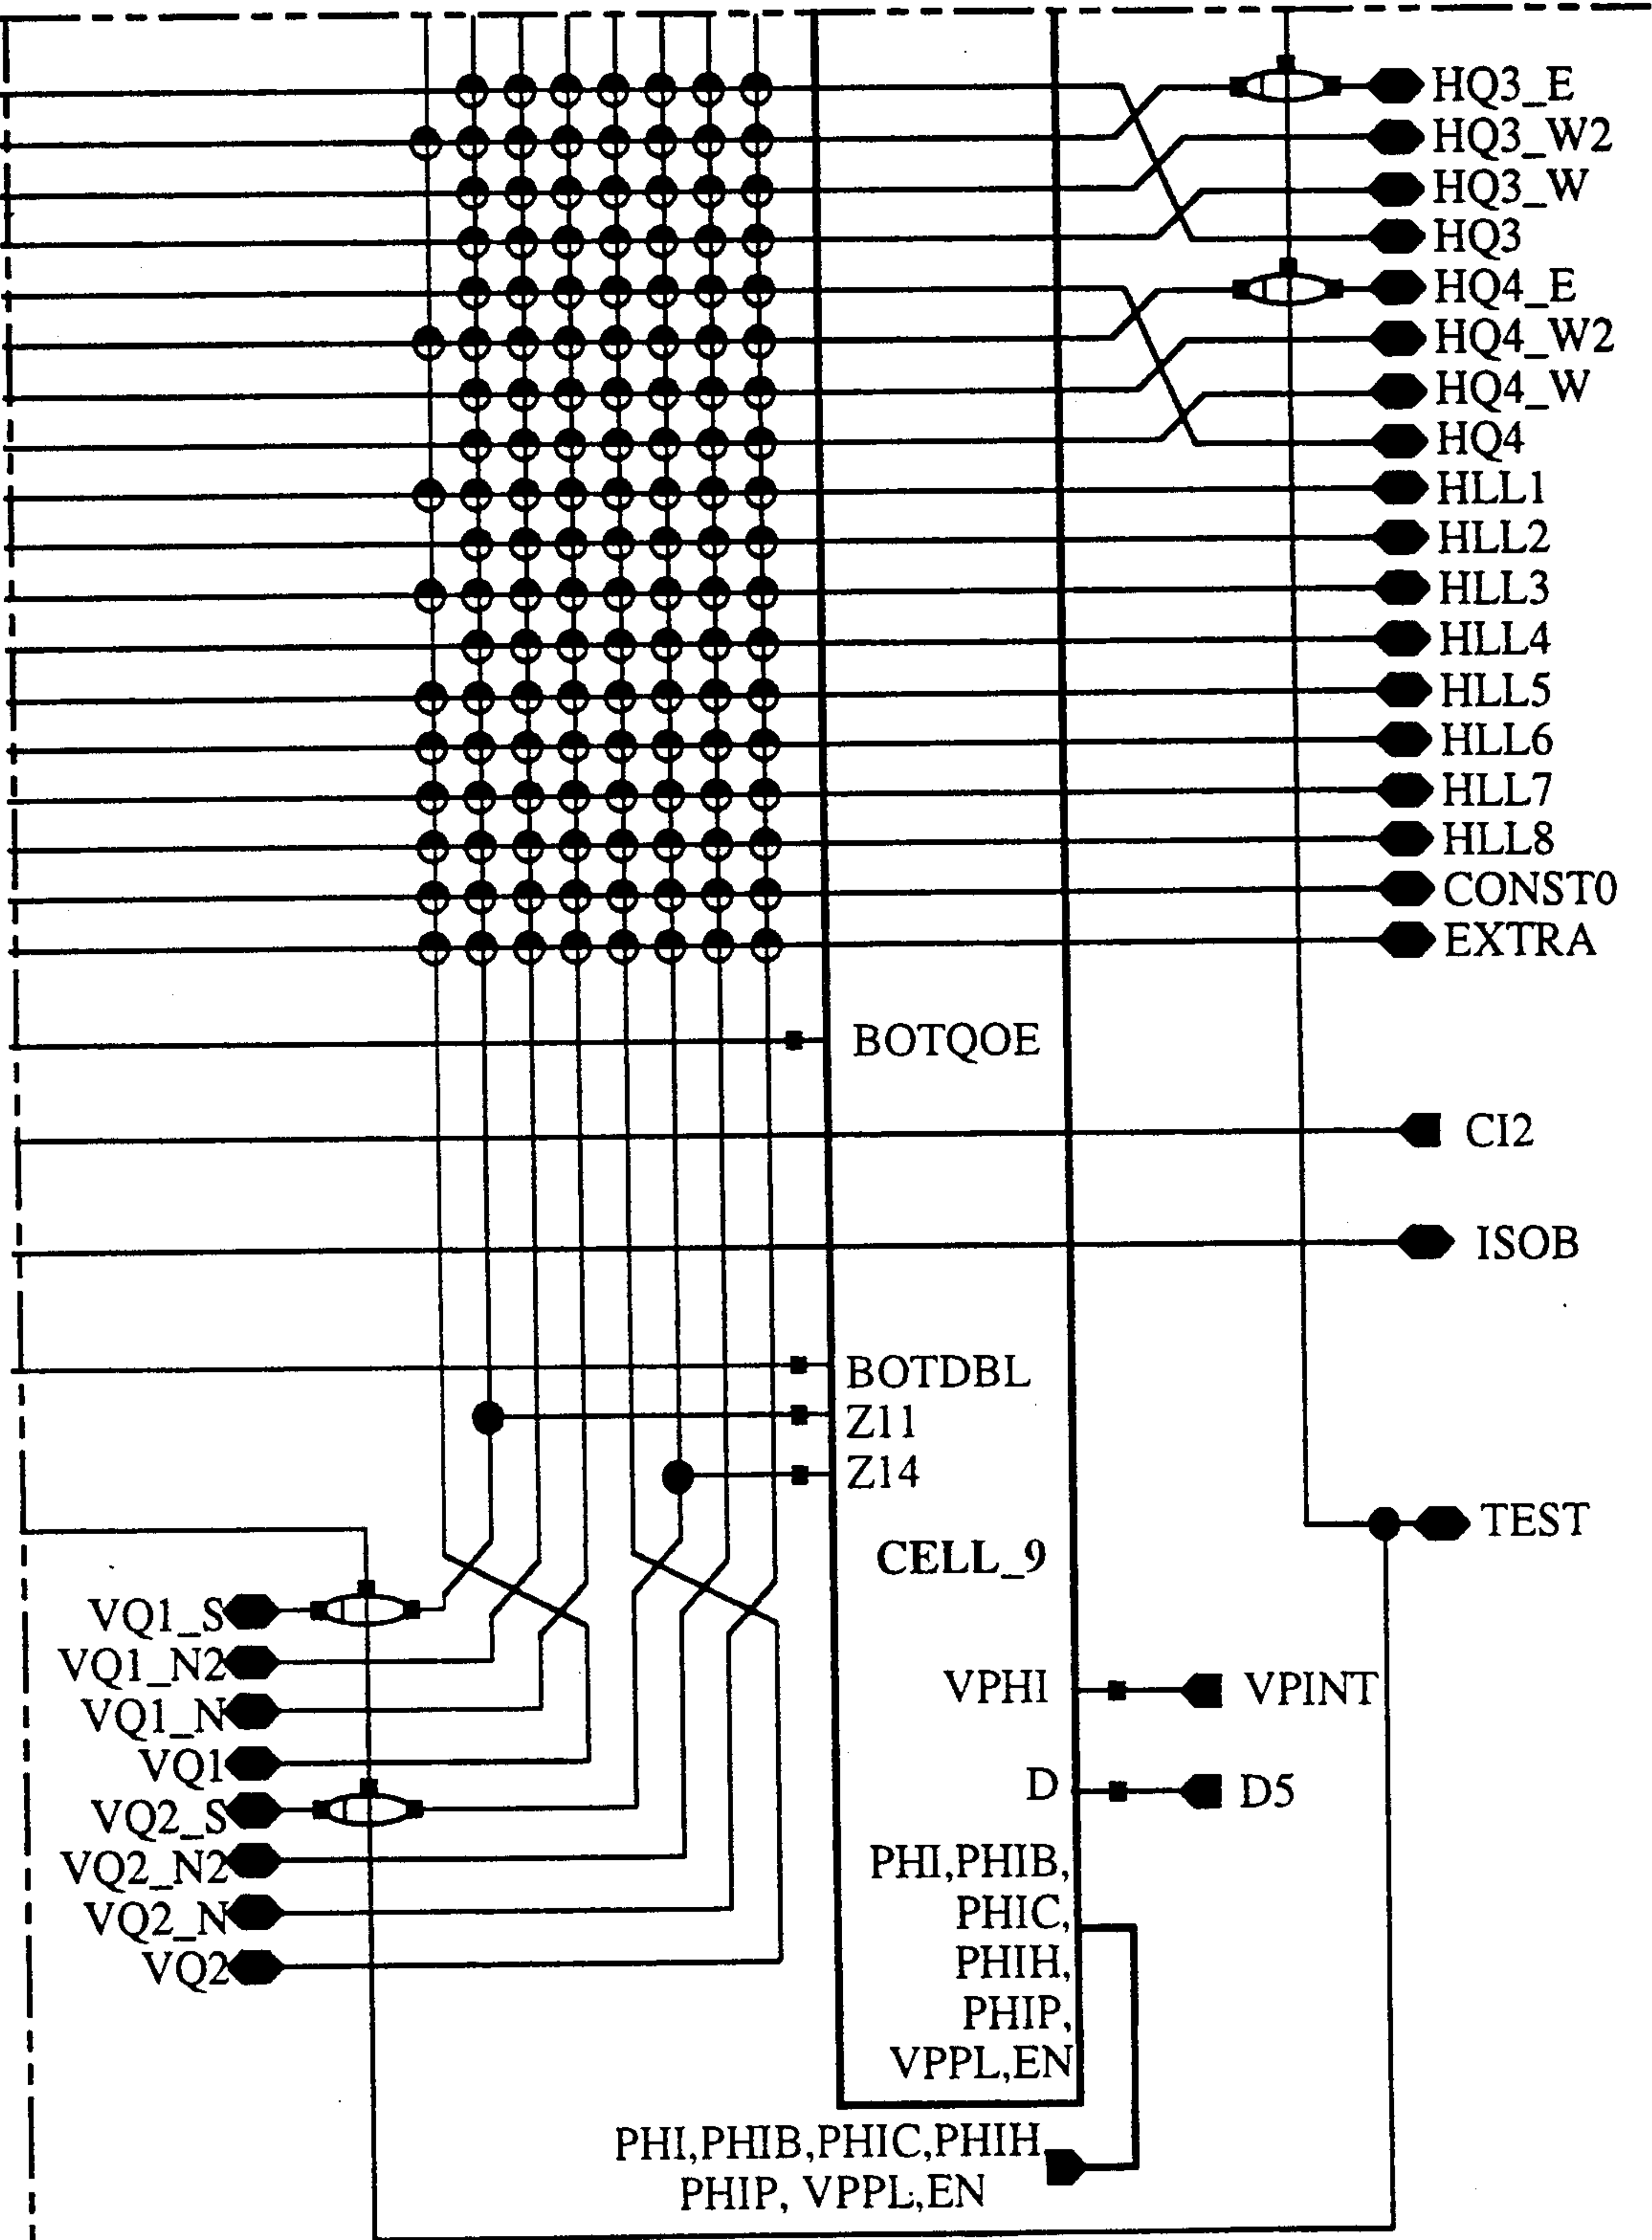 HQ3_E
HQ3_W2
HQ3_W
HQ3
HQ4_E
HQ4_W2
HQ4_W
HQ4
HLL1
HLL2
HLL3
HLL4
HLL5
HLL6
HLL7
HLL8
CONST0
EXTRA
BOTQOE
CI2
ISOB
BOTDBL
Z11
Z14
TEST
CELL_9
VQ1_S
VQ1_N2
VQ1_N
VQ1
VQ2_S
VQ2_N2
VQ2_N
VQ2
VPHI
VPINT
D
D5
PHI,PHIB,
PHIC,
PHIH,
PHIP,
VPPL,EN
PHI,PHIB,PHIC,PHIH
PHIP, VPPL,EN